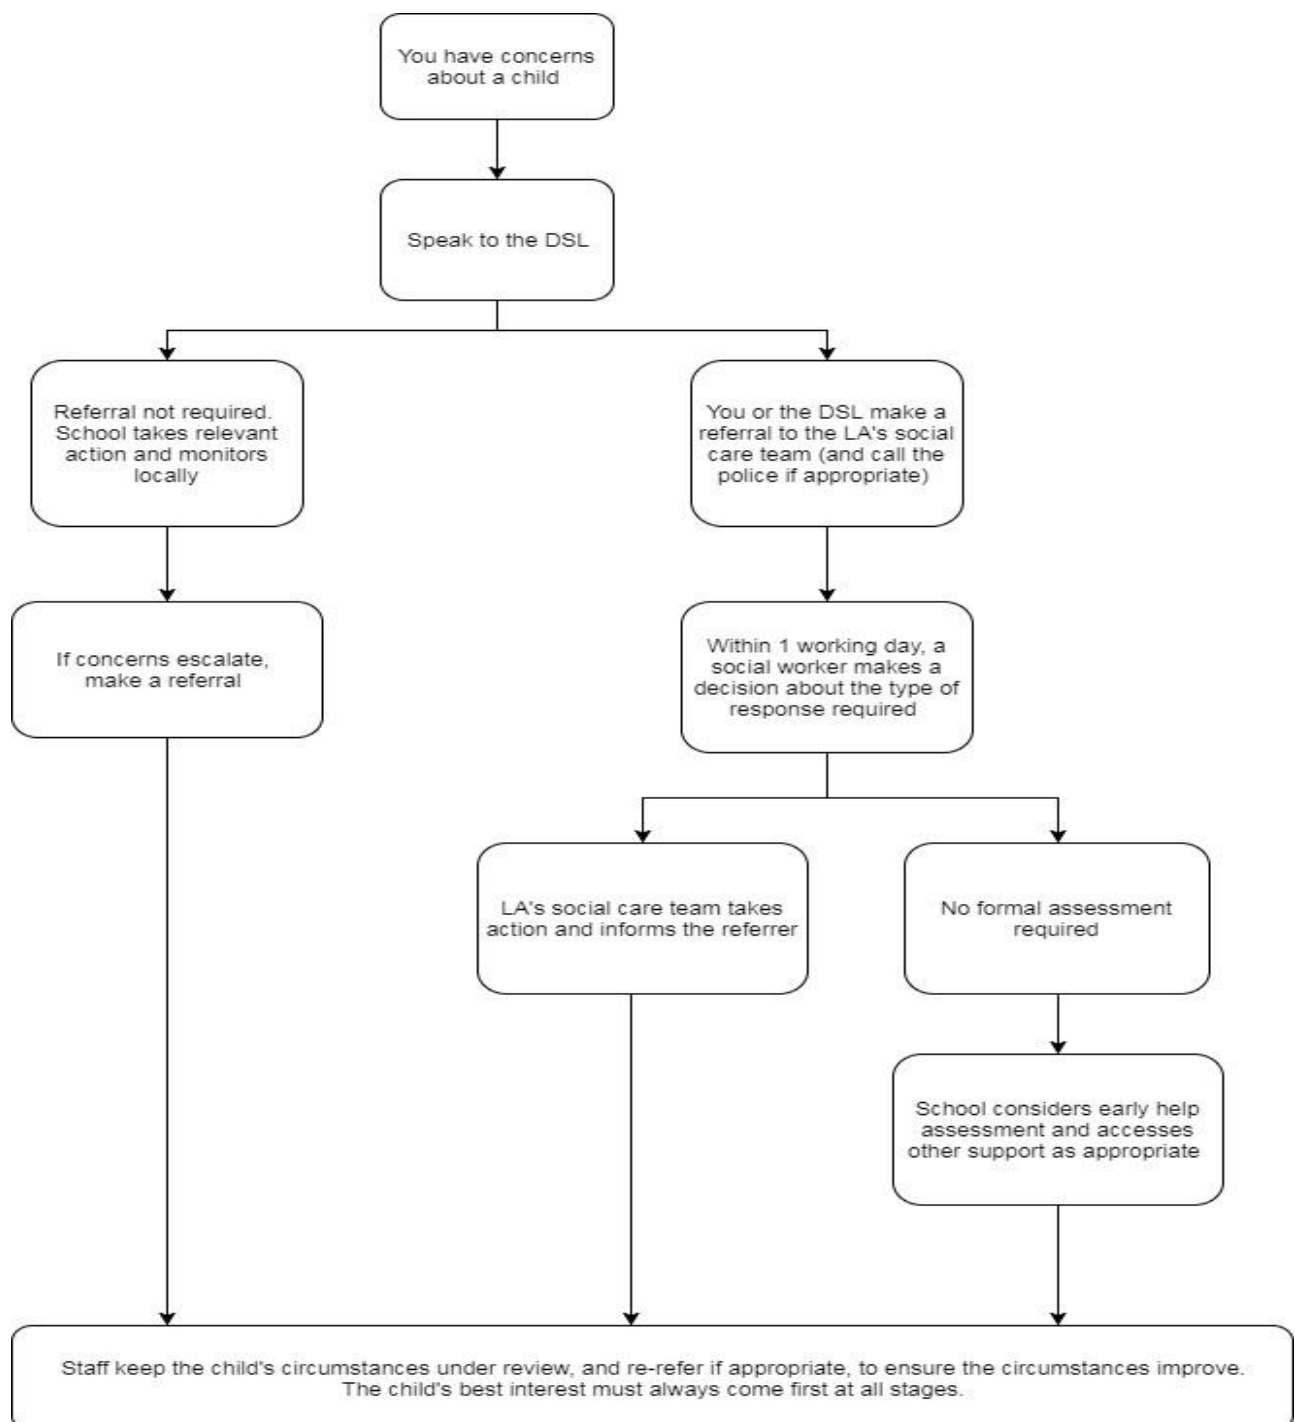 You have concerns
about a child
Speak to the DSL
Referral not required.
School takes relevant
action and monitors
locally
You or the DSL make a
referral to the LA's social
care team (and call the
police if appropriate)
If concerns escalate,
make a referral
Within 1 working day, a
social worker makes a
decision about the type of
response required
LA's social care team takes
action and informs the referrer
No formal assessment
required
School considers early help
assessment and accesses
other support as appropriate
Staff keep the child's circumstances under review, and re-refer if appropriate, to ensure the circumstances improve.
The child's best interest must always come first at all stages.